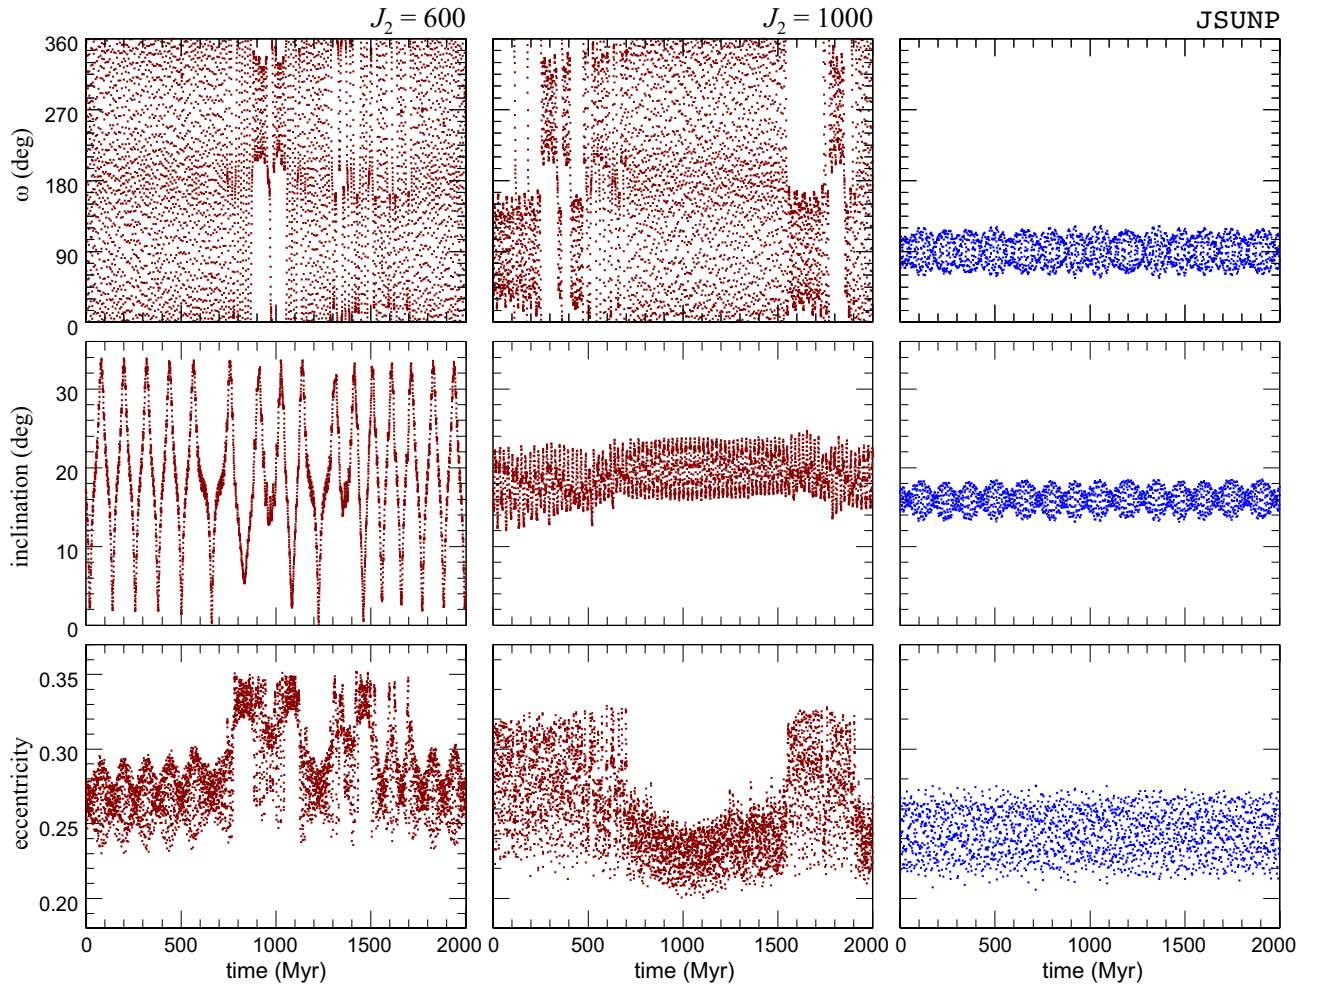 J2 = 600 J2 = 1000 JSUNP
360
270
180
90
0
ω (deg)
30
20
10
0
inclination (deg)
0.35
0.30
0.25
0.20
eccentricity
0 500 1000 1500 2000 0 500 1000 1500 2000 0 500 1000 1500 2000
time (Myr) time (Myr) time (Myr)